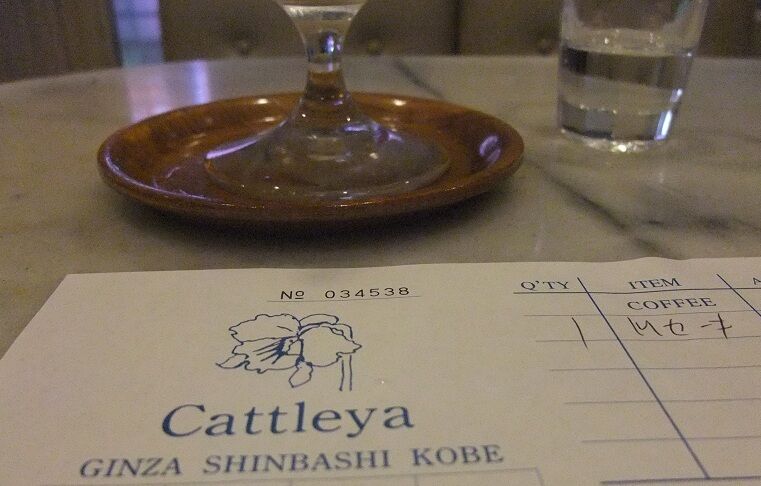 № 034538
Cattleya
GINZA SHINBASHI KOBE
Q'TY ITEM A
COFFEE
1